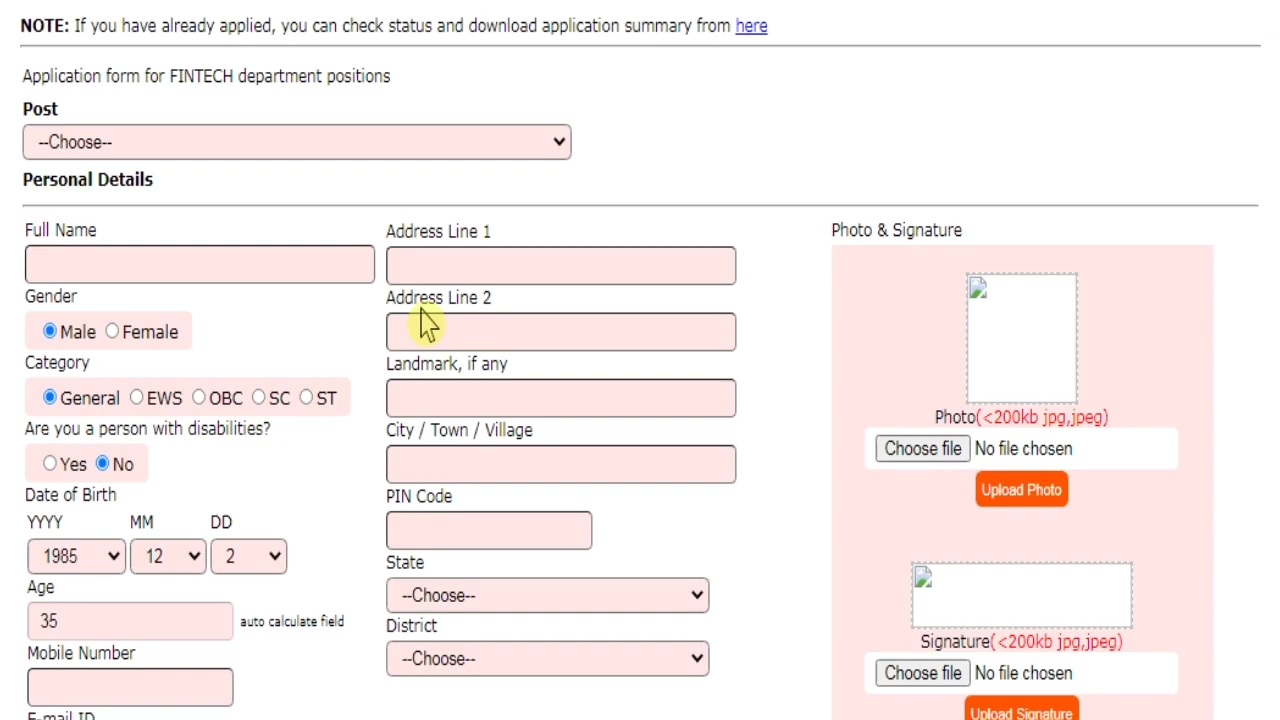 NOTE: If you have already applied, you can check status and download application summary from here
Application form for FINTECH department positions
Post
--Choose--
Personal Details
Full Name
Gender
Male Female
Category
General EWS OBC SC ST
Are you a person with disabilities?
Yes No
Date of Birth
YYYY MM DD
1985 12 2
Age
35 auto calculate field
Mobile Number
E-mail ID
Address Line 1
Address Line 2
Landmark, if any
City / Town / Village
PIN Code
State
--Choose--
District
--Choose--
Photo & Signature
Photo(<200kb jpg,jpeg)
Choose file No file chosen
Upload Photo
Signature(<200kb jpg,jpeg)
Choose file No file chosen
Upload Signature